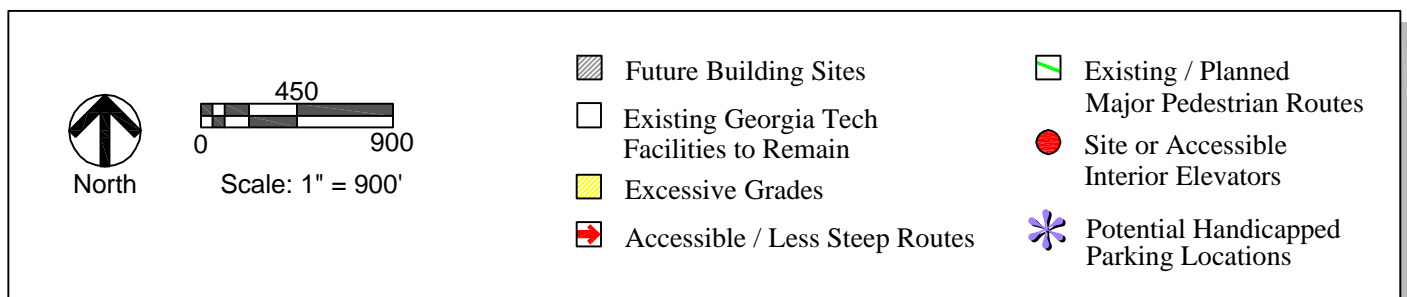 450
0 900
North
Scale: 1" = 900'
Future Building Sites
Existing Georgia Tech
Facilities to Remain
Excessive Grades
Accessible / Less Steep Routes
Existing / Planned
Major Pedestrian Routes
Site or Accessible
Interior Elevators
Potential Handicapped
Parking Locations